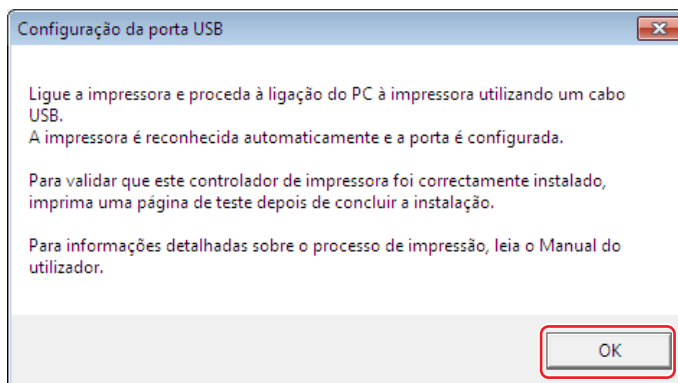 Configuração da porta USB
Ligue a impressora e proceda à ligação do PC à impressora utilizando um cabo
USB.
A impressora é reconhecida automaticamente e a porta é configurada.
Para validar que este controlador de impressora foi correctamente instalado,
imprima uma página de teste depois de concluir a instalação.
Para informações detalhadas sobre o processo de impressão, leia o Manual do
utilizador.
OK